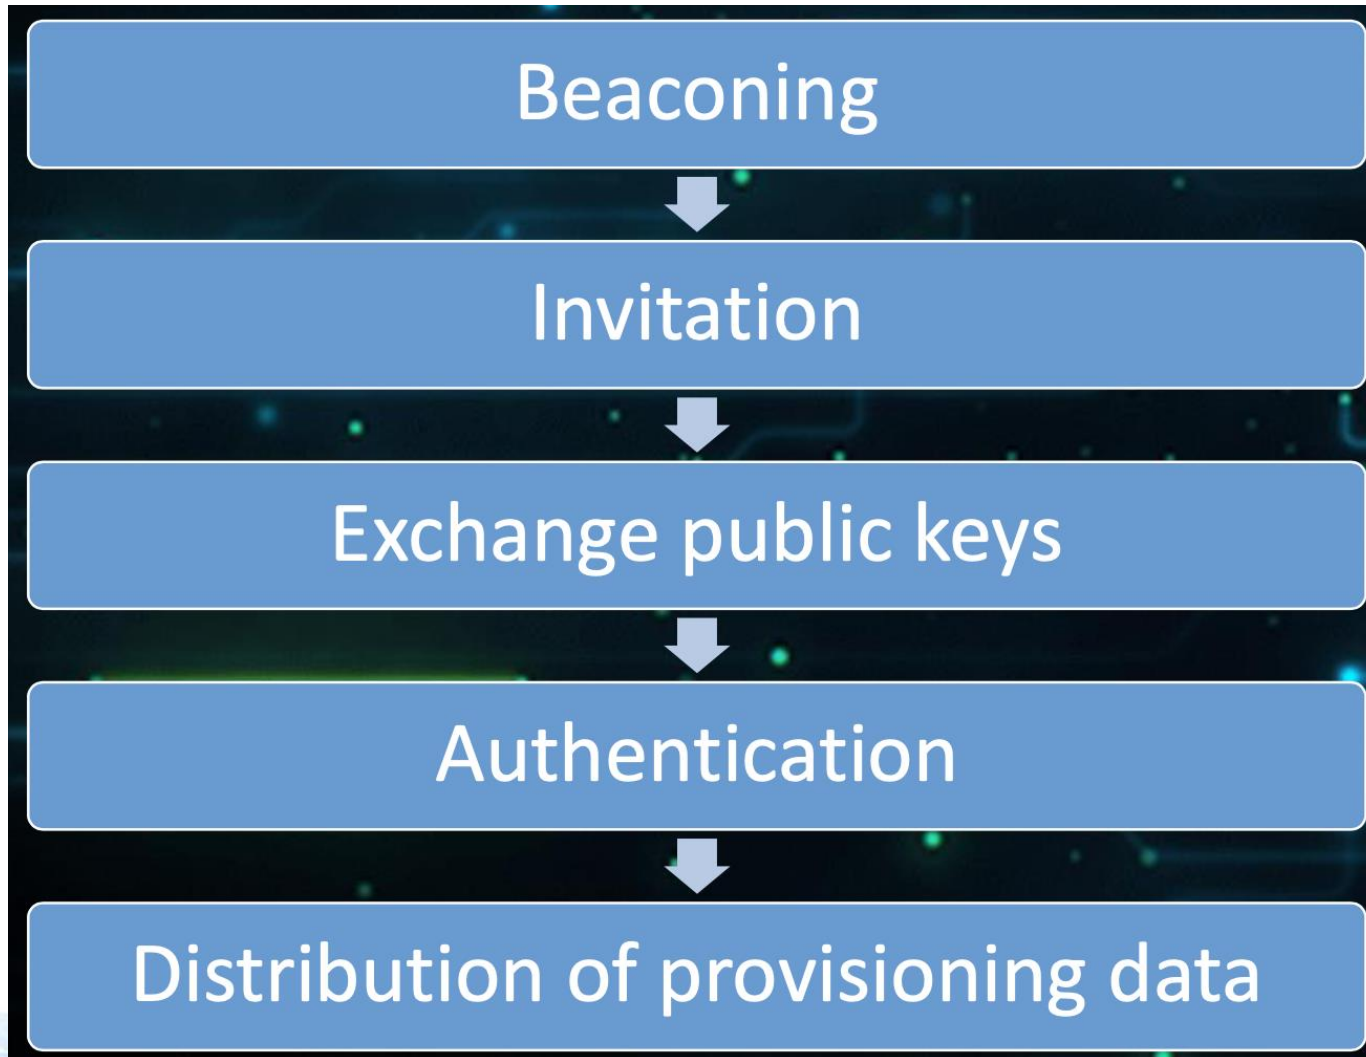 Beaconing
Invitation
Exchange public keys
Authentication
Distribution of provisioning data